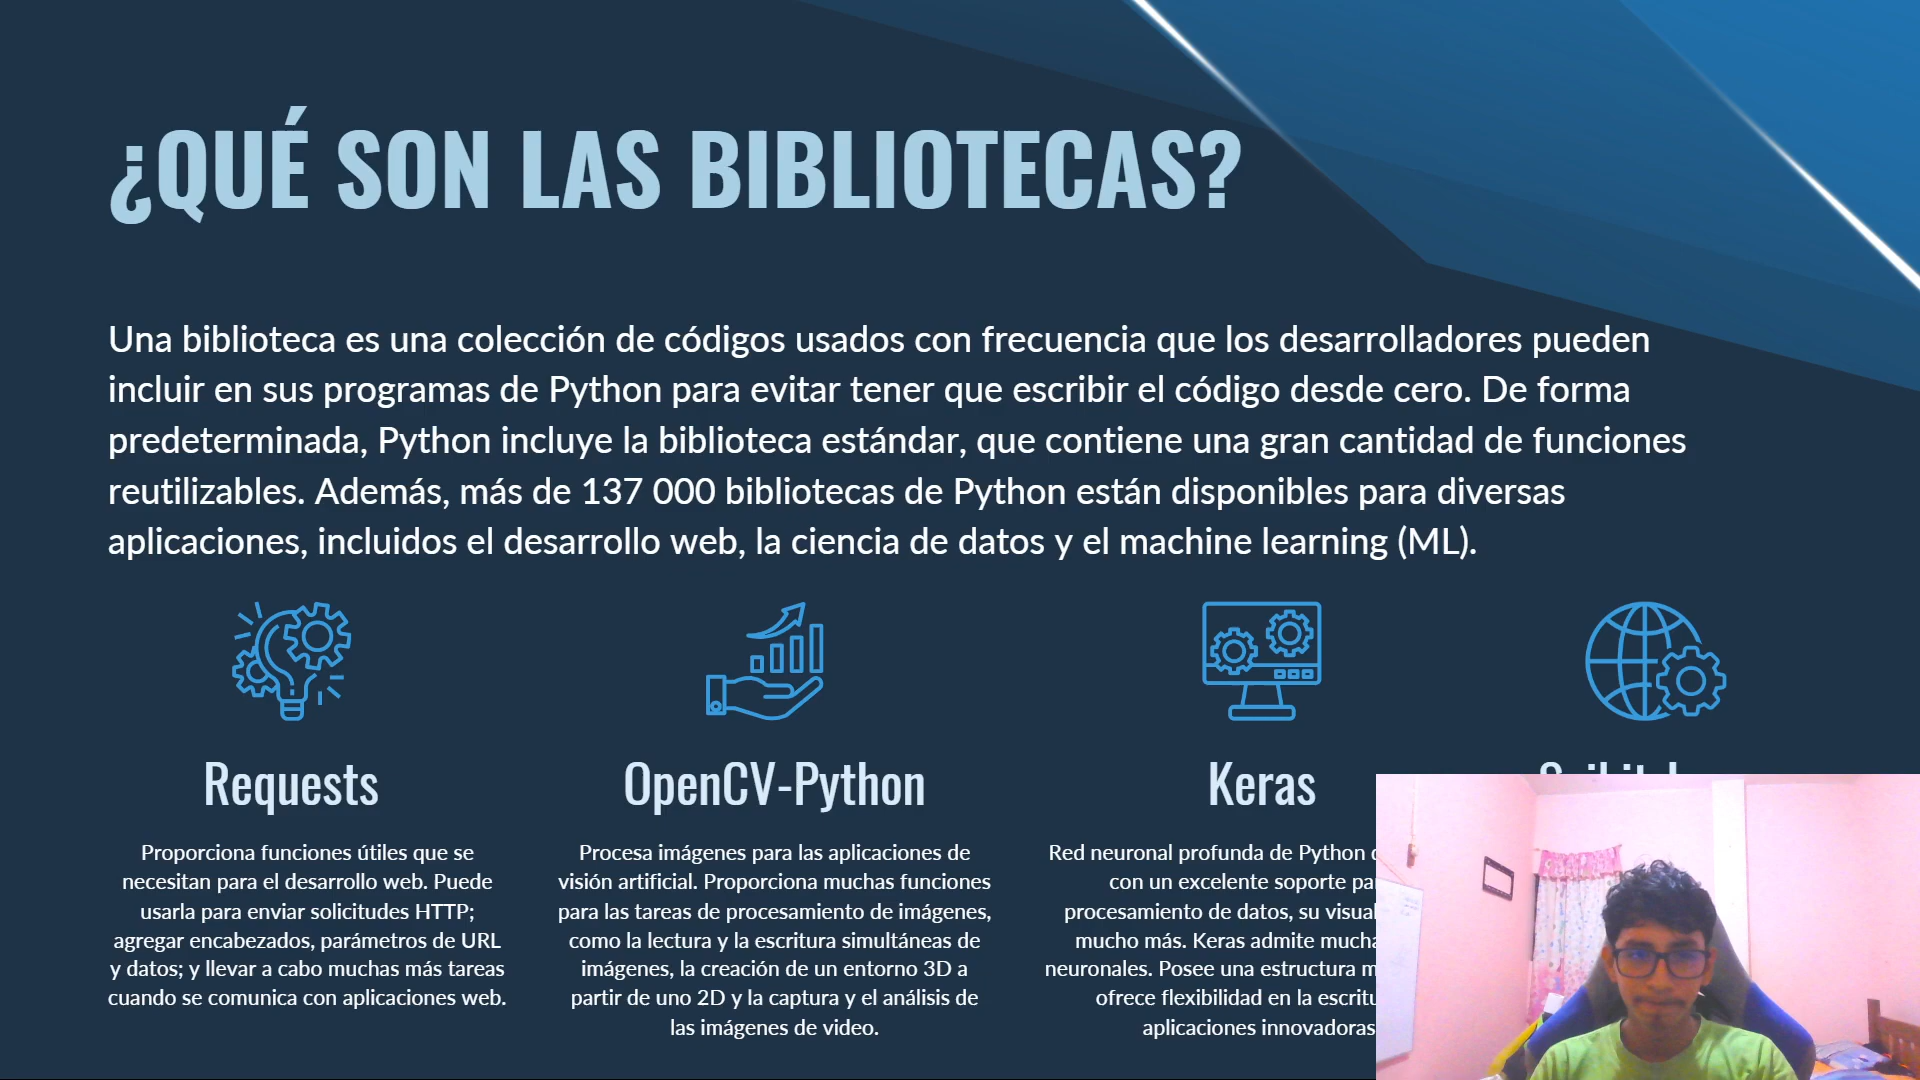 ¿QUÉ SON LAS BIBLIOTECAS?
Una biblioteca es una colección de códigos usados con frecuencia que los desarrolladores pueden
incluir en sus programas de Python para evitar tener que escribir el código desde cero. De forma
predeterminada, Python incluye la biblioteca estándar, que contiene una gran cantidad de funciones
reutilizables. Además, más de 137 000 bibliotecas de Python están disponibles para diversas
aplicaciones, incluidos el desarrollo web, la ciencia de datos y el machine learning (ML).
Requests
Proporciona funciones útiles que se
necesitan para el desarrollo web. Puede
usarla para enviar solicitudes HTTP;
agregar encabezados, parámetros de URL
y datos; y llevar a cabo muchas más tareas
cuando se comunica con aplicaciones web.
OpenCV-Python
Procesa imágenes para las aplicaciones de
visión artificial. Proporciona muchas funciones
para las tareas de procesamiento de imágenes,
como la lectura y la escritura simultáneas de
imágenes, la creación de un entorno 3D a
partir de uno 2D y la captura y el análisis de
las imágenes de video.
Keras
Red neuronal profunda de Python
con un excelente soporte
procesamiento de datos, su
mucho más. Keras admite
neuronales. Posee una estructura
ofrece flexibilidad en la
aplicaciones innovadoras